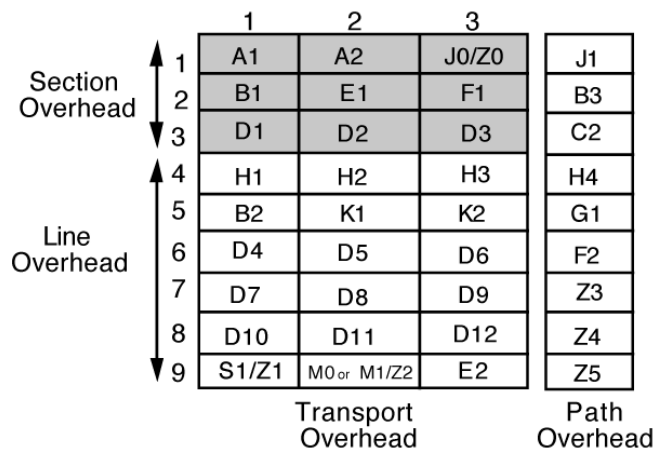 1 2 3
Section Overhead
1 A1 A2 J0/Z0 J1
2 B1 E1 F1 B3
3 D1 D2 D3 C2
Line Overhead
4 H1 H2 H3 H4
5 B2 K1 K2 G1
6 D4 D5 D6 F2
7 D7 D8 D9 Z3
8 D10 D11 D12 Z4
9 S1/Z1 M0 or M1/Z2 E2 Z5
Transport Overhead
Path Overhead